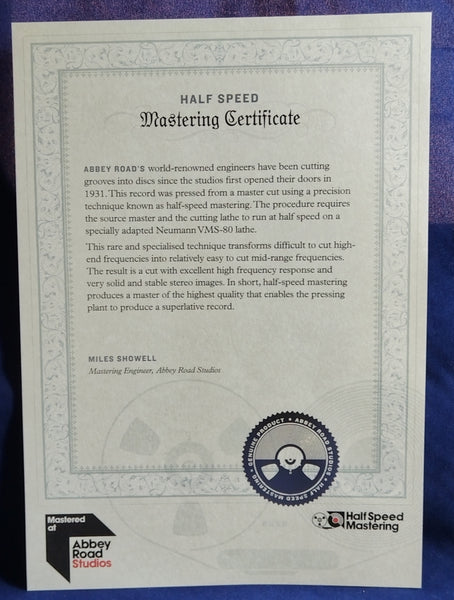 HALF SPEED
Mastering Certificate
ABBEY ROAD'S world-renowned engineers have been cutting
grooves into discs since the studios first opened their doors in
1931. This record was pressed from a master cut using a precision
technique known as half-speed mastering. The procedure requires
the source master and the cutting lathe to run at half speed on a
specially adapted Neumann VMS-80 lathe.
This rare and specialised technique transforms difficult to cut high-
end frequencies into relatively easy to cut mid-range frequencies.
The result is a cut with excellent high frequency response and
very solid and stable stereo images. In short, half-speed mastering
produces a master of the highest quality that enables the pressing
plant to produce a superlative record.
MILES SHOWELL
Mastering Engineer, Abbey Road Studios
GENUINE PRODUCT • ABBEY ROAD STUDIOS • HALF SPEED MASTERING •
Mastered
at
Abbey
Road
Studios
Half Speed
Mastering